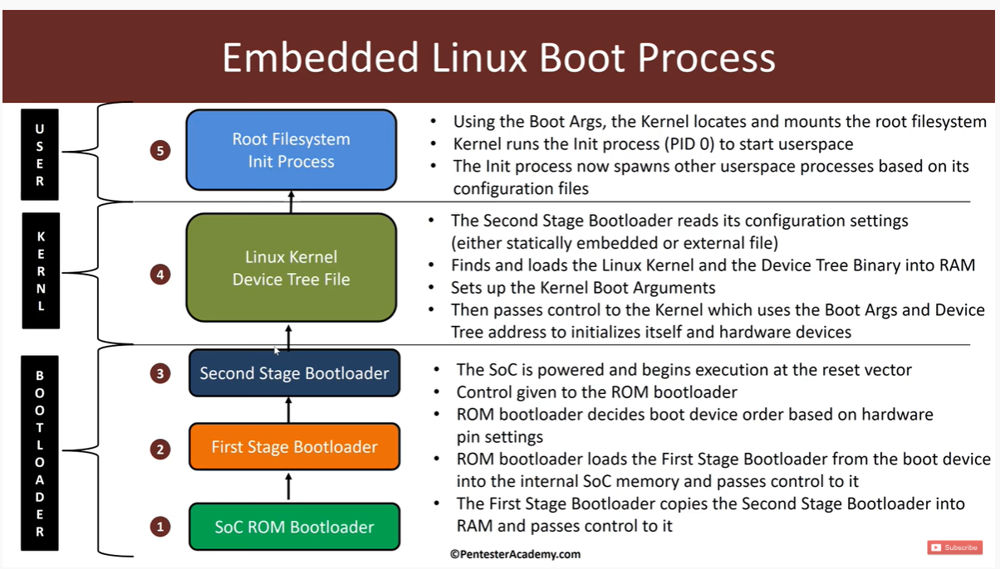 Embedded Linux Boot Process
USER
5
Root Filesystem
Init Process
• Using the Boot Args, the Kernel locates and mounts the root filesystem
• Kernel runs the Init process (PID 0) to start userspace
• The Init process now spawns other userspace processes based on its
configuration files
KERNL
4
Linux Kernel
Device Tree File
• The Second Stage Bootloader reads its configuration settings
(either statically embedded or external file)
• Finds and loads the Linux Kernel and the Device Tree Binary into RAM
• Sets up the Kernel Boot Arguments
• Then passes control to the Kernel which uses the Boot Args and Device
Tree address to initializes itself and hardware devices
BOOTLOADER
3
Second Stage Bootloader
2
First Stage Bootloader
1
SoC ROM Bootloader
• The SoC is powered and begins execution at the reset vector
• Control given to the ROM bootloader
• ROM bootloader decides boot device order based on hardware
pin settings
• ROM bootloader loads the First Stage Bootloader from the boot device
into the internal SoC memory and passes control to it
• The First Stage Bootloader copies the Second Stage Bootloader into
RAM and passes control to it
©PentesterAcademy.com
Subscribe